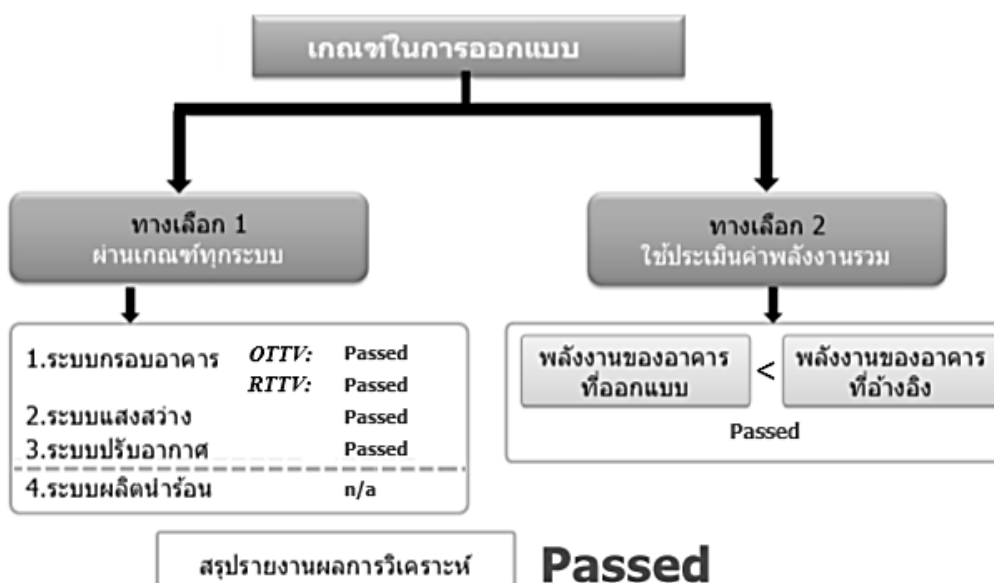 เกณฑ์ในการออกแบบ
ทางเลือก 1
ผ่านเกณฑ์ทุกระบบ
1.ระบบกรอบอาคาร OTTV: Passed
RTTV: Passed
2.ระบบแสงสว่าง Passed
3.ระบบปรับอากาศ Passed
4.ระบบผลิตน้ำร้อน n/a
ทางเลือก 2
ใช้ประเมินค่าพลังงานรวม
พลังงานของอาคาร
ที่ออกแบบ
<
พลังงานของอาคาร
ที่อ้างอิง
Passed
สรุปรายงานผลการวิเคราะห์ Passed